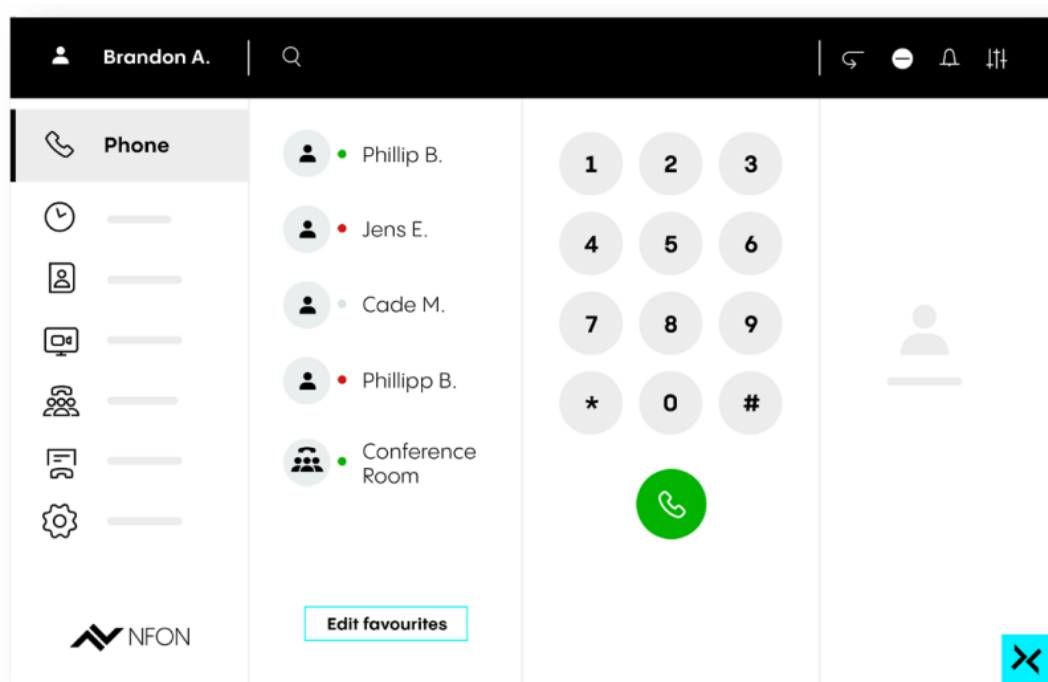 Brandon A.
Phone
Phillip B.
Jens E.
Cade M.
Phillipp B.
Conference
Room
Edit favourites
1 2 3
4 5 6
7 8 9
* 0 #
NFON